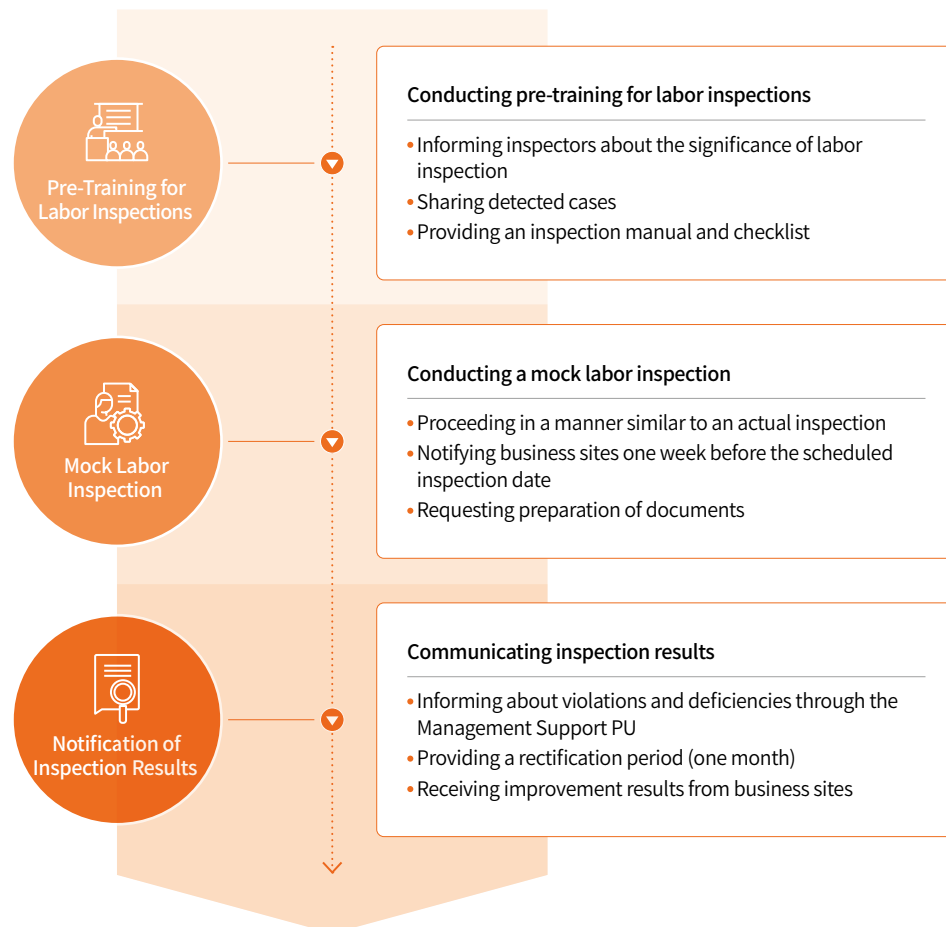 Pre-Training for
Labor Inspections
Conducting pre-training for labor inspections
• Informing inspectors about the significance of labor
inspection
• Sharing detected cases
• Providing an inspection manual and checklist
Mock Labor
Inspection
Conducting a mock labor inspection
• Proceeding in a manner similar to an actual inspection
• Notifying business sites one week before the scheduled
inspection date
• Requesting preparation of documents
Notification of
Inspection Results
Communicating inspection results
• Informing about violations and deficiencies through the
Management Support PU
• Providing a rectification period (one month)
• Receiving improvement results from business sites